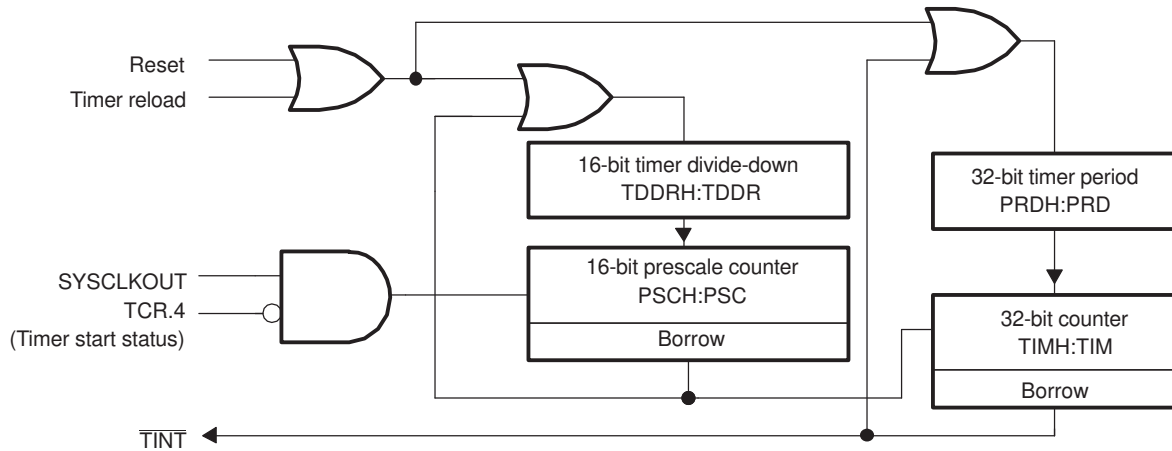 Reset
Timer reload
16-bit timer divide-down
TDDRH:TDDR
32-bit timer period
PRDH:PRD
SYSCLKOUT
TCR.4
(Timer start status)
16-bit prescale counter
PSCH:PSC
Borrow
32-bit counter
TIMH:TIM
Borrow
TINT